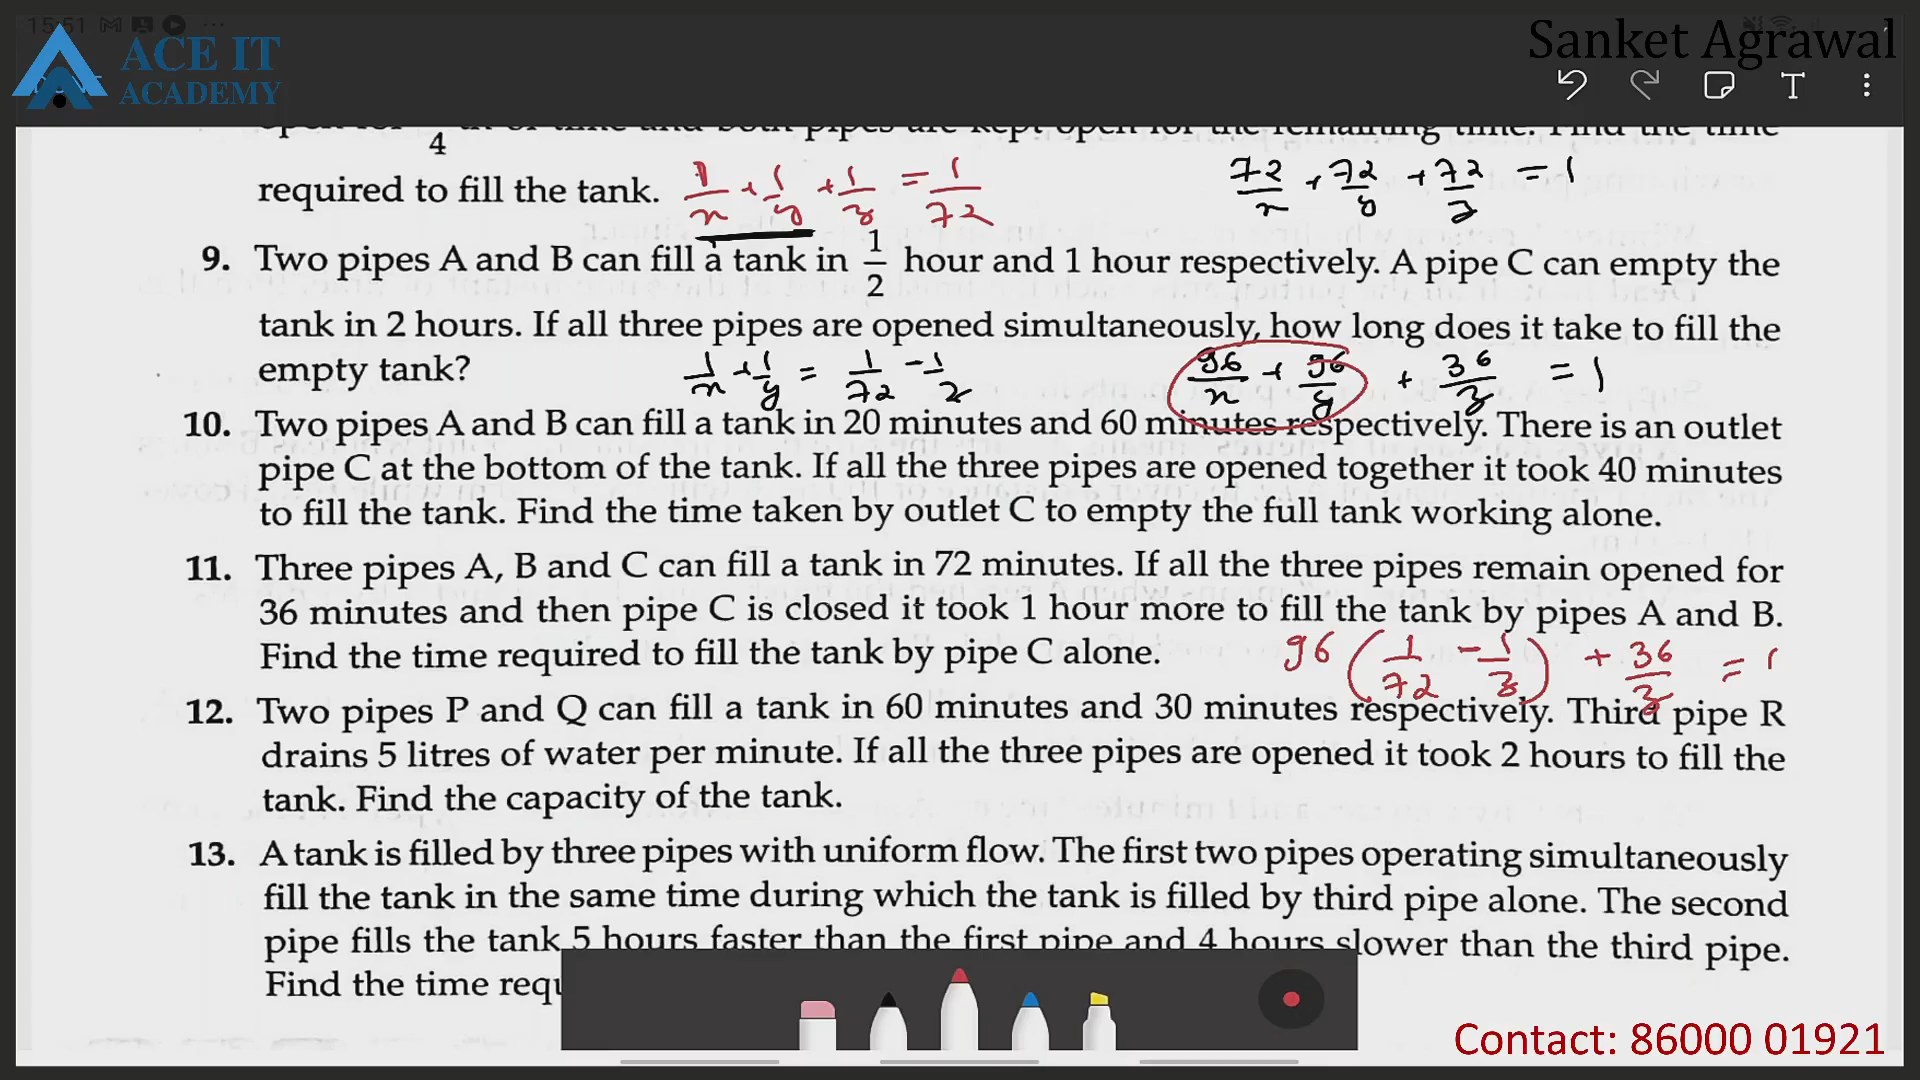 15:51
ACE IT
ACADEMY
Sanket Agrawal
T
4
required to fill the tank. 1/x + 1/y + 1/z = 1/72
72/x + 72/y + 72/z = 1
9. Two pipes A and B can fill a tank in 1/2 hour and 1 hour respectively. A pipe C can empty the
tank in 2 hours. If all three pipes are opened simultaneously, how long does it take to fill the
empty tank? 1/x + 1/y = 1/72 - 1/z
96/x + 96/y + 36/z = 1
10. Two pipes A and B can fill a tank in 20 minutes and 60 minutes respectively. There is an outlet
pipe C at the bottom of the tank. If all the three pipes are opened together it took 40 minutes
to fill the tank. Find the time taken by outlet C to empty the full tank working alone.
11. Three pipes A, B and C can fill a tank in 72 minutes. If all the three pipes remain opened for
36 minutes and then pipe C is closed it took 1 hour more to fill the tank by pipes A and B.
Find the time required to fill the tank by pipe C alone. 96 (1/72 - 1/z) + 36/z = 1
12. Two pipes P and Q can fill a tank in 60 minutes and 30 minutes respectively. Third pipe R
drains 5 litres of water per minute. If all the three pipes are opened it took 2 hours to fill the
tank. Find the capacity of the tank.
13. A tank is filled by three pipes with uniform flow. The first two pipes operating simultaneously
fill the tank in the same time during which the tank is filled by third pipe alone. The second
pipe fills the tank 5 hours faster than the first pipe and 4 hours slower than the third pipe.
Find the time
Contact: 86000 01921